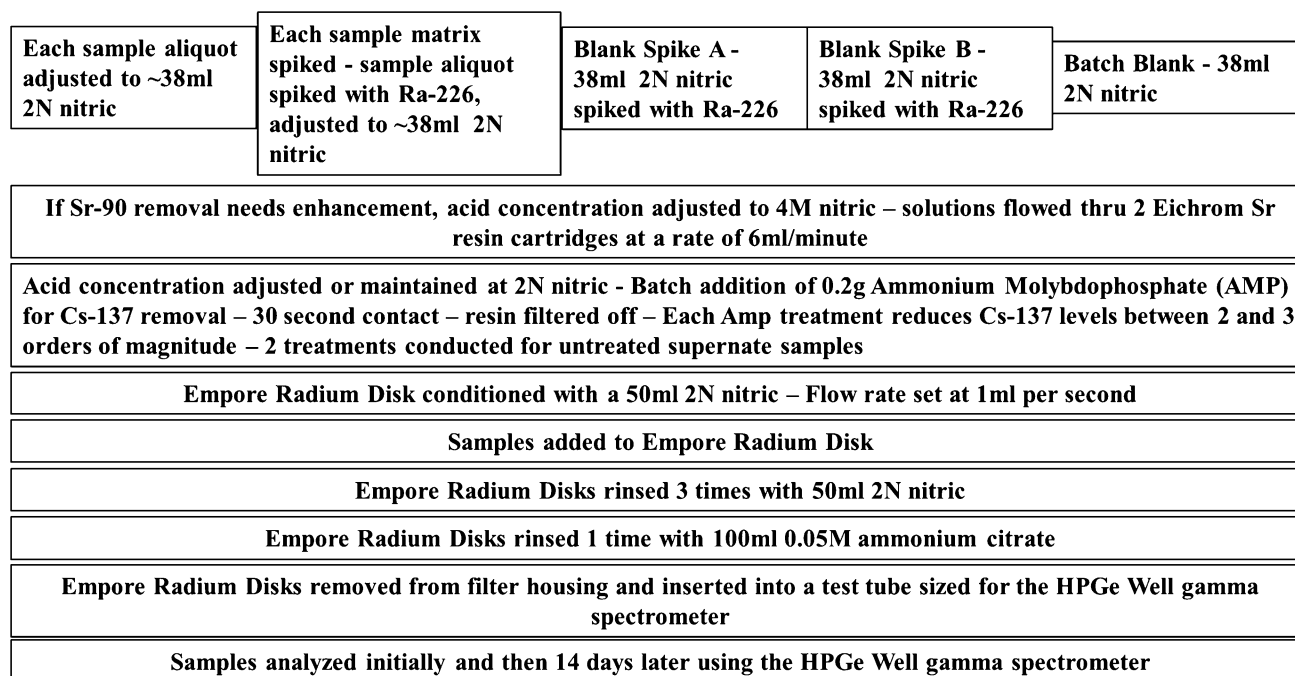 Each sample aliquot
adjusted to ~38ml
2N nitric
Each sample matrix
spiked - sample aliquot
spiked with Ra-226,
adjusted to ~38ml 2N
nitric
Blank Spike A -
38ml 2N nitric
spiked with Ra-226
Blank Spike B -
38ml 2N nitric
spiked with Ra-226
Batch Blank - 38ml
2N nitric
If Sr-90 removal needs enhancement, acid concentration adjusted to 4M nitric – solutions flowed thru 2 Eichrom Sr
resin cartridges at a rate of 6ml/minute
Acid concentration adjusted or maintained at 2N nitric - Batch addition of 0.2g Ammonium Molybdophosphate (AMP)
for Cs-137 removal – 30 second contact – resin filtered off – Each Amp treatment reduces Cs-137 levels between 2 and 3
orders of magnitude – 2 treatments conducted for untreated supernate samples
Empore Radium Disk conditioned with a 50ml 2N nitric – Flow rate set at 1ml per second
Samples added to Empore Radium Disk
Empore Radium Disks rinsed 3 times with 50ml 2N nitric
Empore Radium Disks rinsed 1 time with 100ml 0.05M ammonium citrate
Empore Radium Disks removed from filter housing and inserted into a test tube sized for the HPGe Well gamma
spectrometer
Samples analyzed initially and then 14 days later using the HPGe Well gamma spectrometer